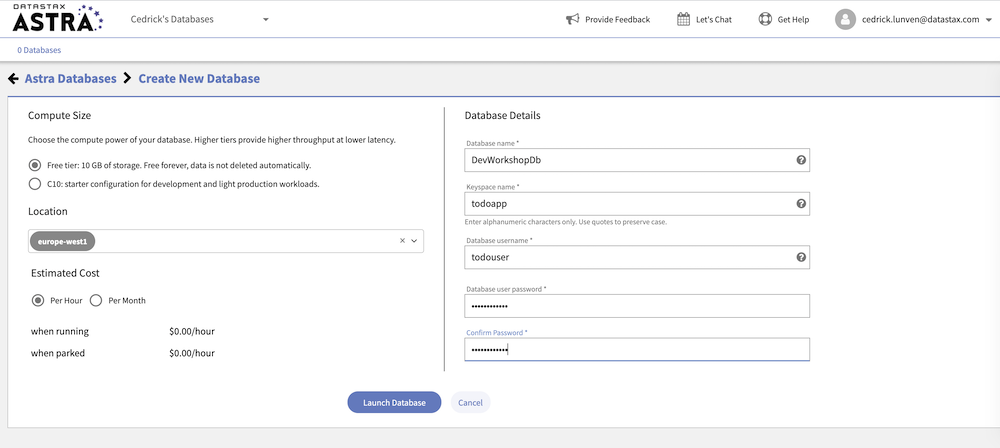 DATASTAX
ASTRA
Cedrick's Databases
Provide Feedback
Let's Chat
Get Help
cedrick.lunven@datastax.com
0 Databases
Astra Databases
Create New Database
Compute Size
Choose the compute power of your database. Higher tiers provide higher throughput at lower latency.
Free tier: 10 GB of storage. Free forever, data is not deleted automatically.
C10: starter configuration for development and light production workloads.
Location
europe-west1
Estimated Cost
Per Hour
Per Month
when running $0.00/hour
when parked $0.00/hour
Database Details
Database name *
DevWorkshopDb
Keyspace name *
todoapp
Enter alphanumeric characters only. Use quotes to preserve case.
Database username *
todouser
Database user password *
••••••••••••
Confirm Password *
••••••••••••
Launch Database
Cancel